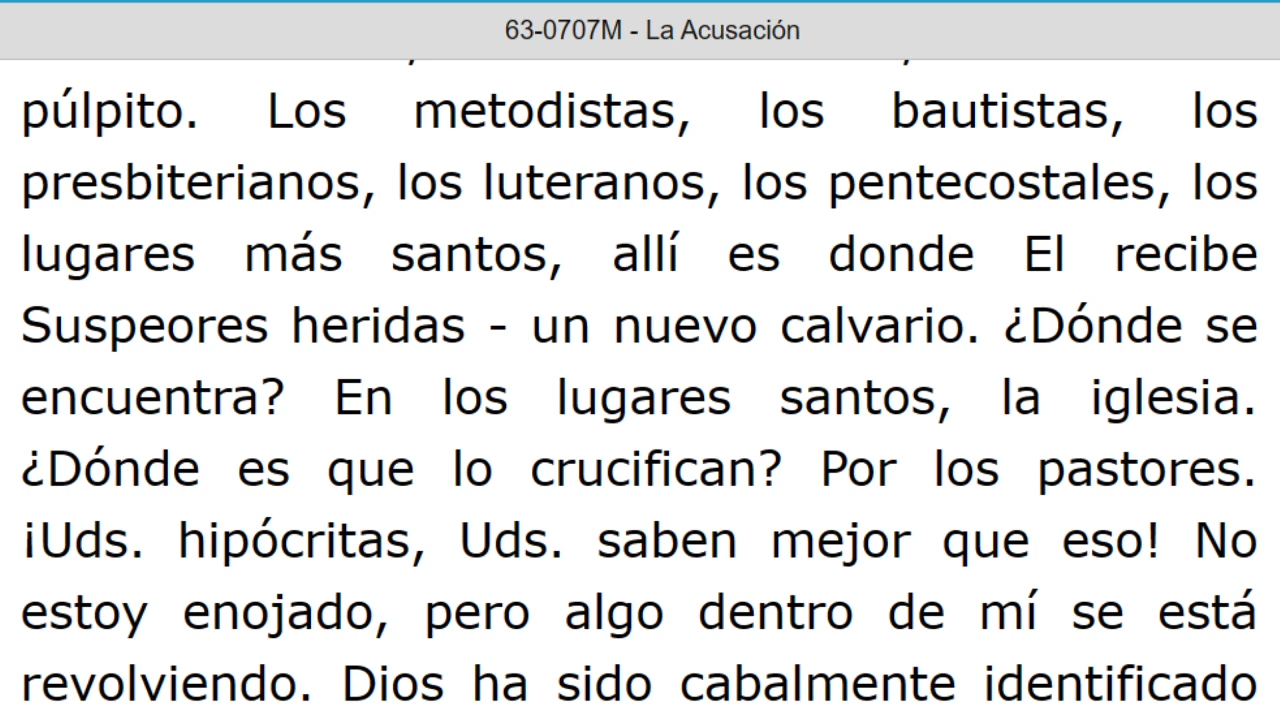 63-0707M - La Acusación
púlpito. Los metodistas, los bautistas, los
presbiterianos, los luteranos, los pentecostales, los
lugares más santos, allí es donde El recibe
Suspeores heridas - un nuevo calvario. ¿Dónde se
encuentra? En los lugares santos, la iglesia.
¿Dónde es que lo crucifican? Por los pastores.
¡Uds. hipócritas, Uds. saben mejor que eso! No
estoy enojado, pero algo dentro de mí se está
revolviendo. Dios ha sido cabalmente identificado